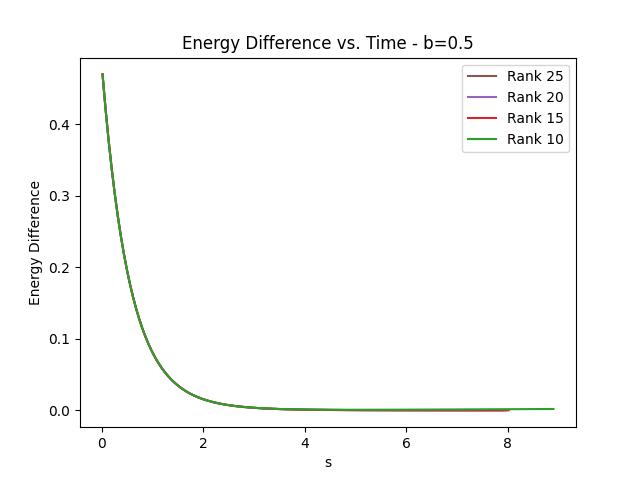 Energy Difference vs. Time - b=0.5
Rank 25
Rank 20
Rank 15
Rank 10
Energy Difference
0.4
0.3
0.2
0.1
0.0
0 2 4 6 8
s